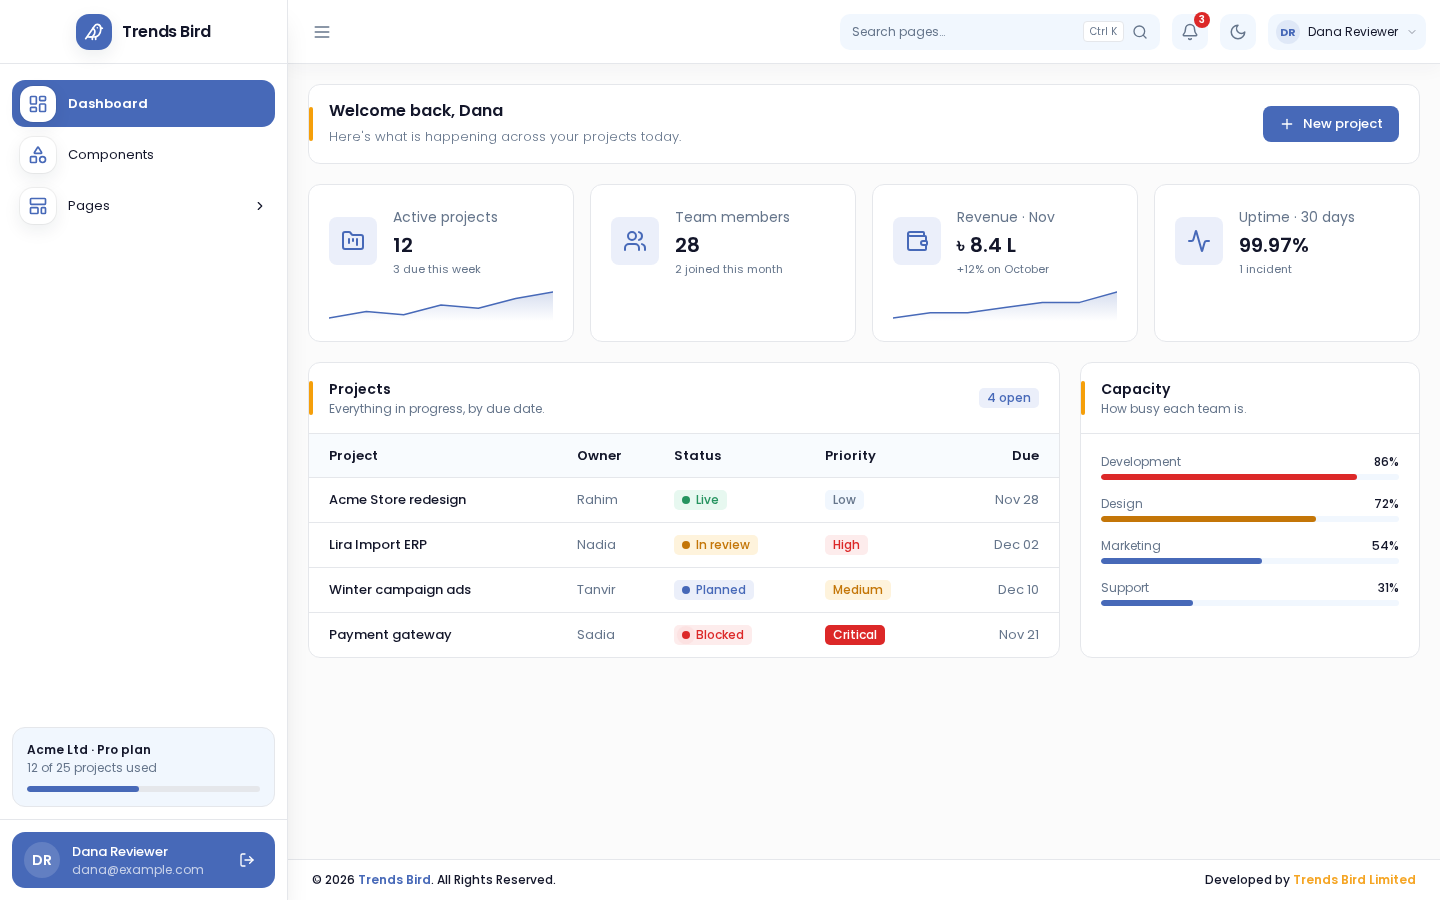 Trends Bird
Search pages...
Ctrl K
3
DR
Dana Reviewer
Dashboard
Components
Pages
Welcome back, Dana
Here's what is happening across your projects today.
New project
Active projects
12
3 due this week
Team members
28
2 joined this month
Revenue · Nov
৳ 8.4 L
+12% on October
Uptime · 30 days
99.97%
1 incident
Projects
Everything in progress, by due date.
4 open
Project Owner Status Priority Due
Acme Store redesign Rahim Live Low Nov 28
Lira Import ERP Nadia In review High Dec 02
Winter campaign ads Tanvir Planned Medium Dec 10
Payment gateway Sadia Blocked Critical Nov 21
Capacity
How busy each team is.
Development 86%
Design 72%
Marketing 54%
Support 31%
Acme Ltd · Pro plan
12 of 25 projects used
DR
Dana Reviewer
dana@example.com
© 2026 Trends Bird. All Rights Reserved.
Developed by Trends Bird Limited